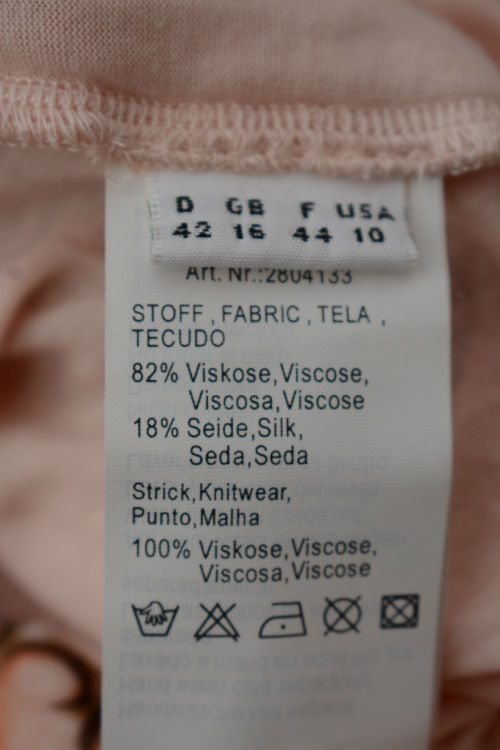 D GB F USA
42 16 44 10
Art. Nr.:2804133
STOFF , FABRIC , TELA ,
TECUDO
82% Viskose,Viscose,
Viscosa,Viscose
18% Seide,Silk,
Seda,Seda
Strick,Knitwear,
Punto,Malha
100% Viskose,Viscose,
Viscosa,Viscose